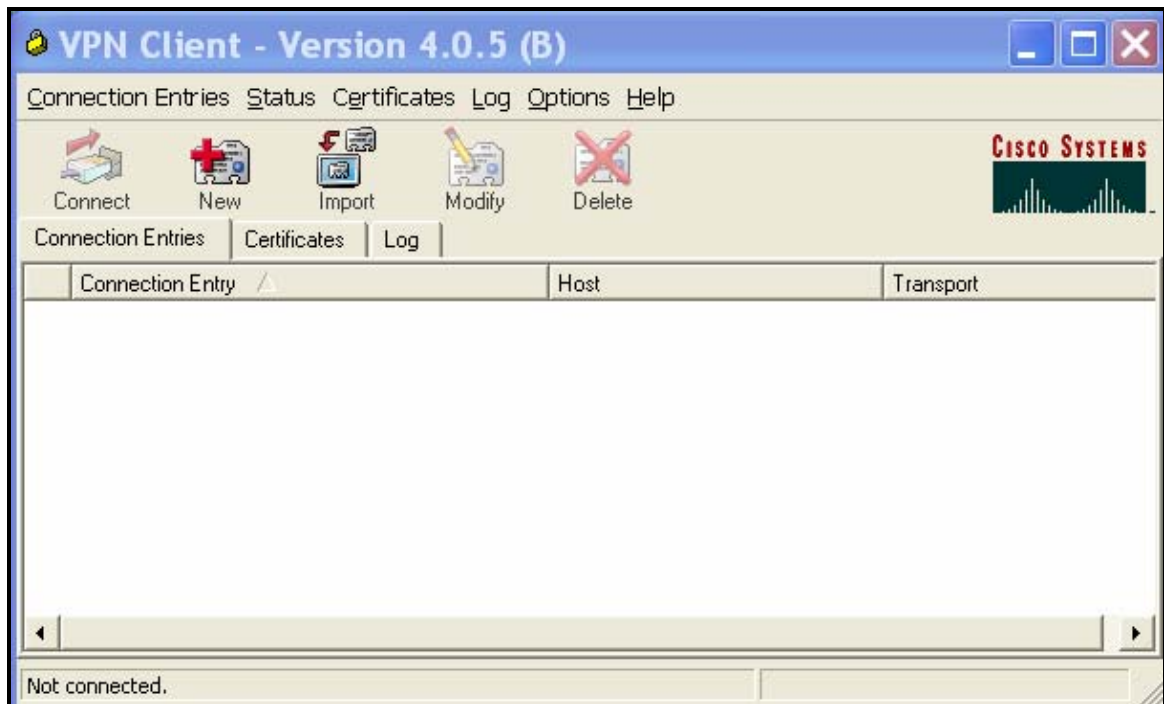 VPN Client - Version 4.0.5 (B)
Connection Entries Status Certificates Log Options Help
Connect New Import Modify Delete
CISCO SYSTEMS
Connection Entries Certificates Log
Connection Entry Host Transport
Not connected.